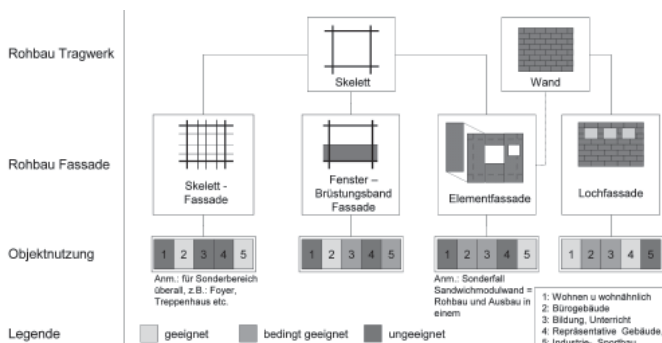 Rohbau Tragwerk
Skelett
Wand
Rohbau Fassade
Skelett -
Fassade
Fenster –
Brüstungsband
Fassade
Elementfassade
Lochfassade
Objektnutzung
1 2 3 4 5
1 2 3 4 5
1 2 3 4 5
1 2 3 4 5
Anm.: für Sonderbereich
überall, z.B.: Foyer,
Treppenhaus etc.
Anm.: Sonderfall
Sandwichmodulwand =
Rohbau und Ausbau in
einem
1: Wohnen u wohnähnlich
2: Bürogebäude
3: Bildung, Unterricht
4: Repräsentative Gebäude.
5: Industrie-, Sportbau
Legende
geeignet
bedingt geeignet
ungeeignet